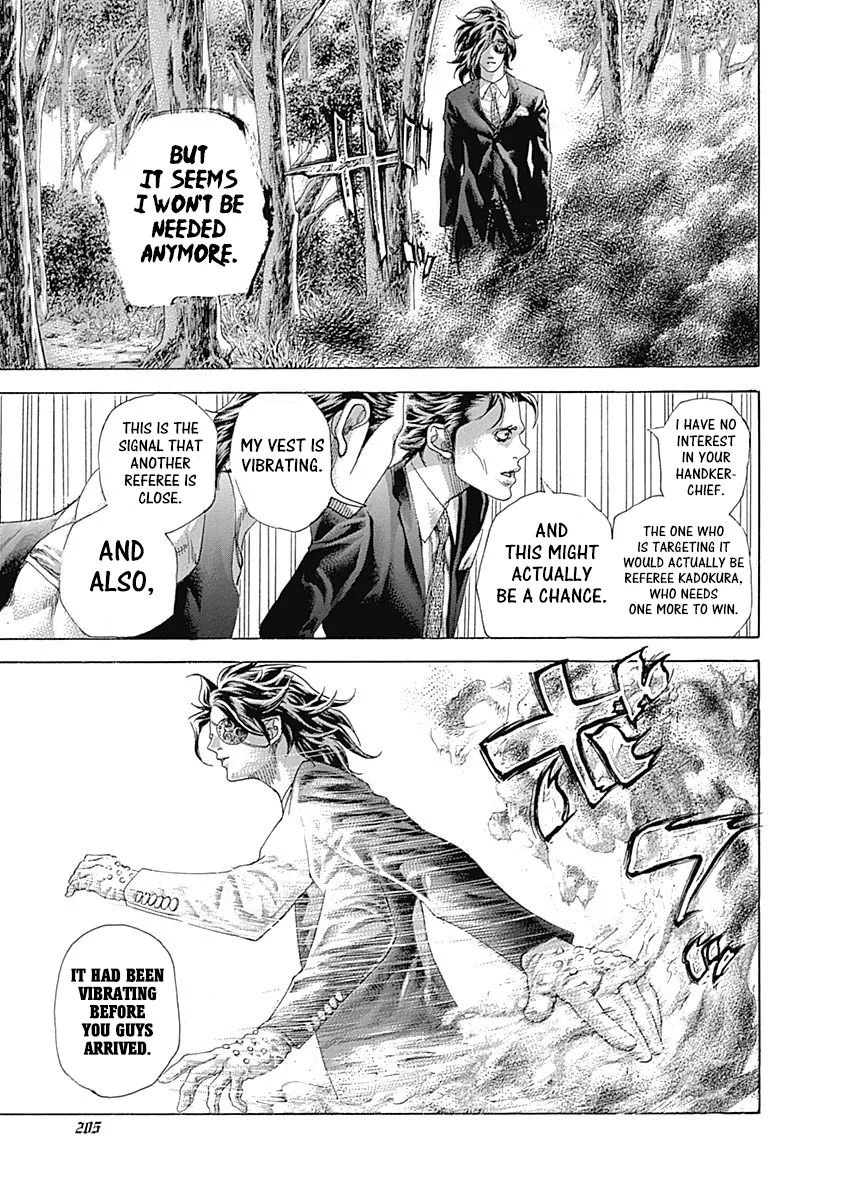 BUT
IT SEEMS
I WON'T BE
NEEDED
ANYMORE.
I HAVE NO
INTEREST
IN YOUR
HANDKER-
CHIEF.
THE ONE WHO
IS TARGETING IT
WOULD ACTUALLY BE
REFEREE KADOKURA,
WHO NEEDS
ONE MORE TO WIN.
AND
THIS MIGHT
ACTUALLY
BE A CHANCE.
MY VEST IS
VIBRATING.
THIS IS THE
SIGNAL THAT
ANOTHER
REFEREE IS
CLOSE.
AND
ALSO,
IT HAD BEEN
VIBRATING
BEFORE
YOU GUYS
ARRIVED.
205